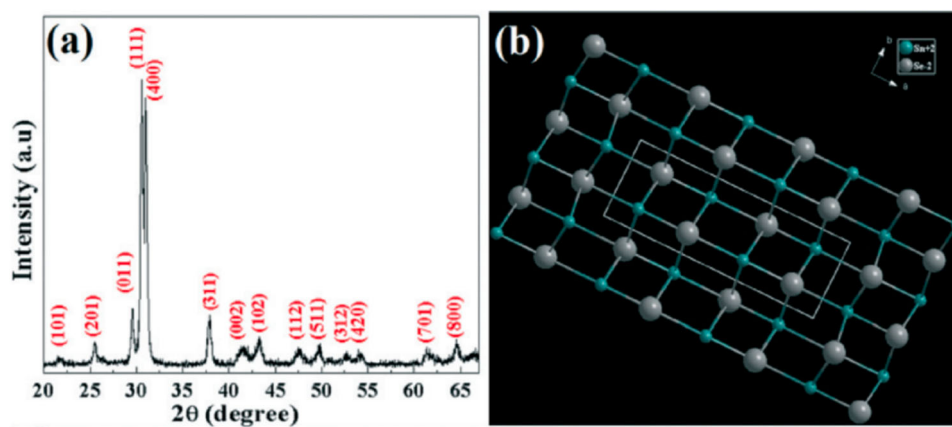 (a)
Intensity (a.u)
(101)
(201)
(011)
(111)
(400)
(311)
(002)
(102)
(112)
(511)
(312)
(420)
(701)
(800)
20 25 30 35 40 45 50 55 60 65
2θ (degree)
(b)
b
a
Sn+2
Se-2